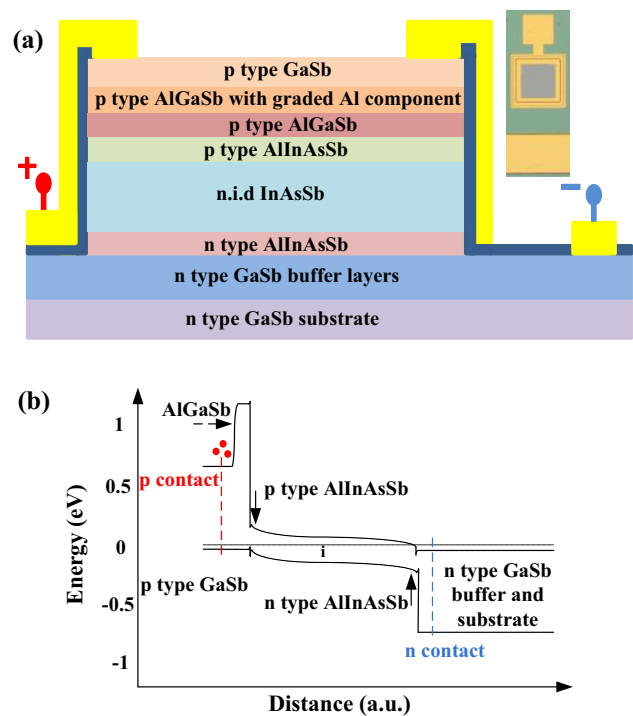 (a)
p type GaSb
p type AlGaSb with graded Al component
p type AlGaSb
p type AlInAsSb
n.i.d InAsSb
n type AlInAsSb
n type GaSb buffer layers
n type GaSb substrate
+
−
(b)
Energy (eV)
1
0.5
0
-0.5
-1
AlGaSb
p contact
p type AlInAsSb
i
p type GaSb
n type AlInAsSb
n type GaSb
buffer and
substrate
n contact
Distance (a.u.)